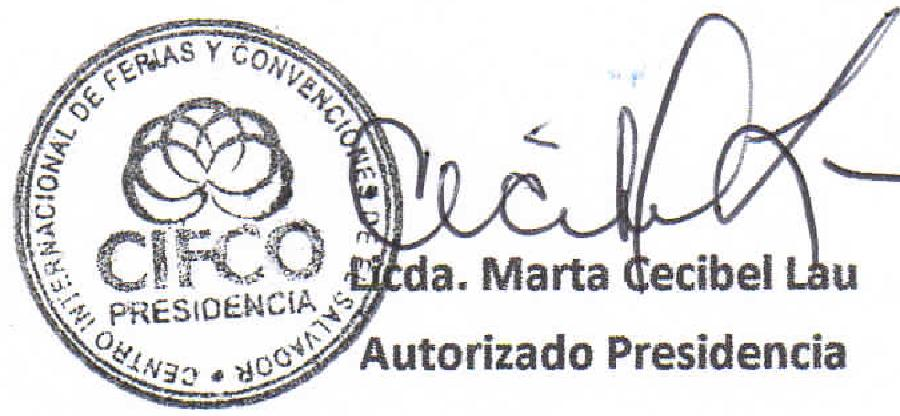 CENTRO INTERNACIONAL DE FERIAS Y CONVENCIONES DE EL SALVADOR
CIFCO
PRESIDENCIA
Licda. Marta Cecibel Lau
Autorizado Presidencia